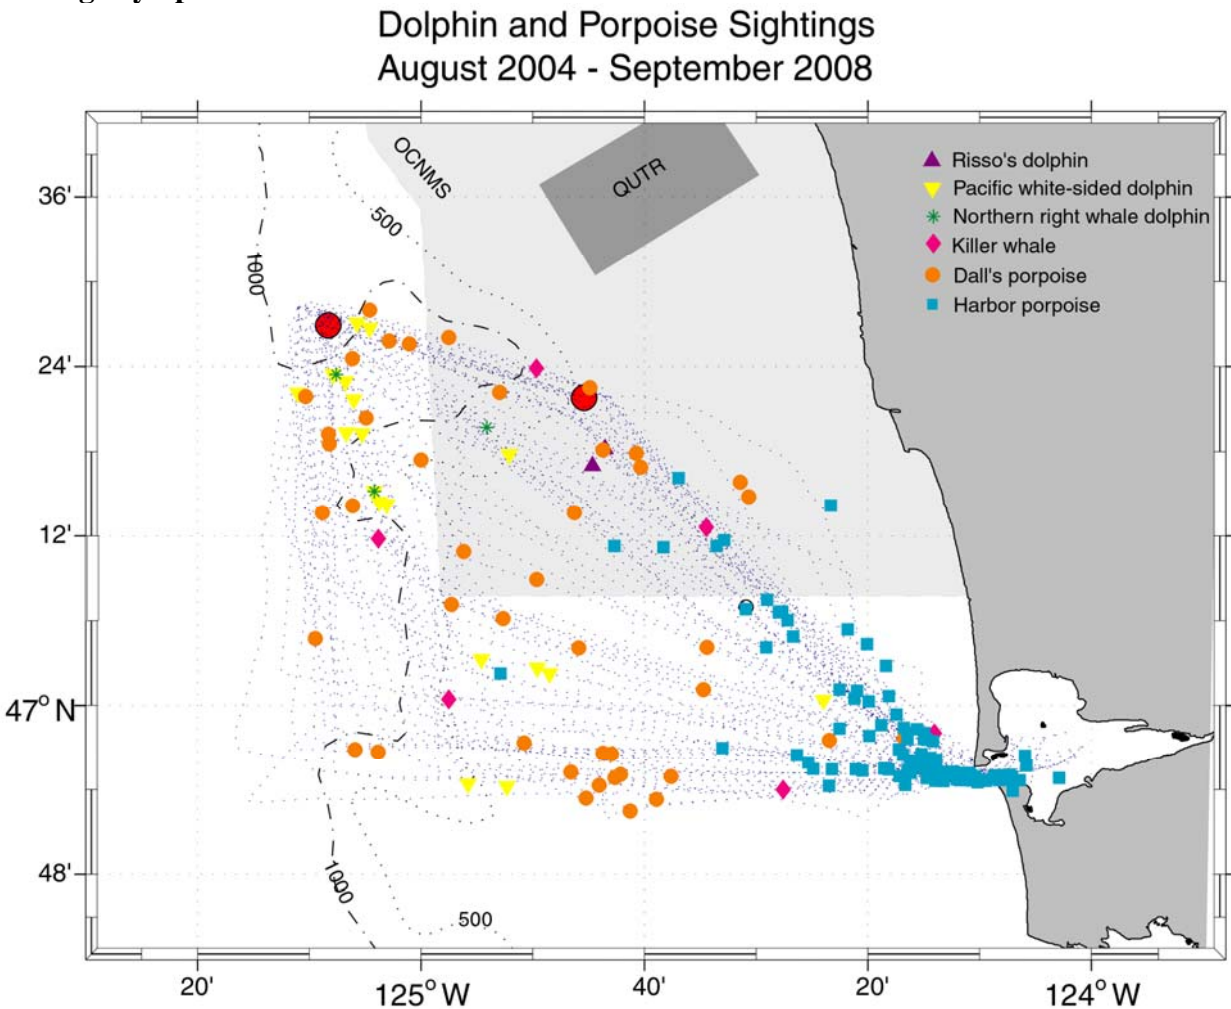 Dolphin and Porpoise Sightings
August 2004 - September 2008
OCNMS
QUTR
500
1000
Risso's dolphin
Pacific white-sided dolphin
Northern right whale dolphin
Killer whale
Dall's porpoise
Harbor porpoise
36'
24'
12'
47° N
48'
1000
500
20'
125° W
40'
20'
124° W